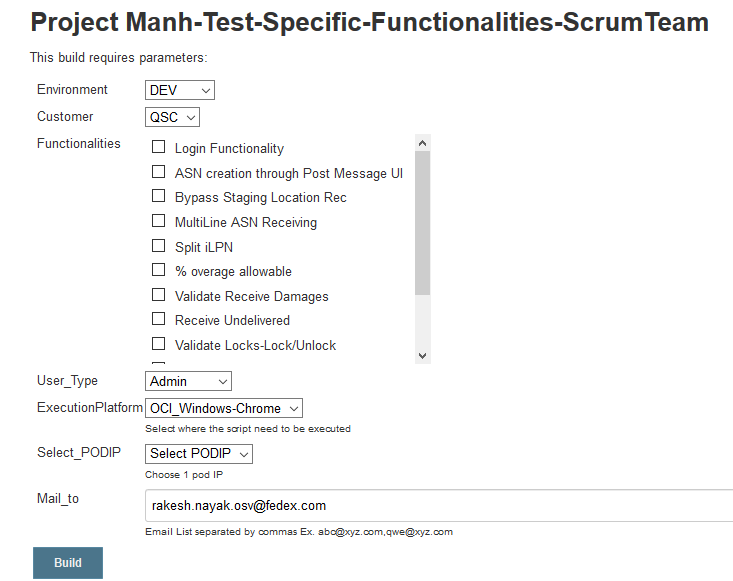 Project Manh-Test-Specific-Functionalities-ScrumTeam
This build requires parameters:
Environment DEV
Customer QSC
Functionalities
Login Functionality
ASN creation through Post Message UI
Bypass Staging Location Rec
MultiLine ASN Receiving
Split iLPN
% overage allowable
Validate Receive Damages
Receive Undelivered
Validate Locks-Lock/Unlock
User_Type Admin
ExecutionPlatform OCI_Windows-Chrome
Select where the script need to be executed
Select_PODIP Select PODIP
Choose 1 pod IP
Mail_to rakesh.nayak.osv@fedex.com
Email List separated by commas Ex. abc@xyz.com,qwe@xyz.com
Build